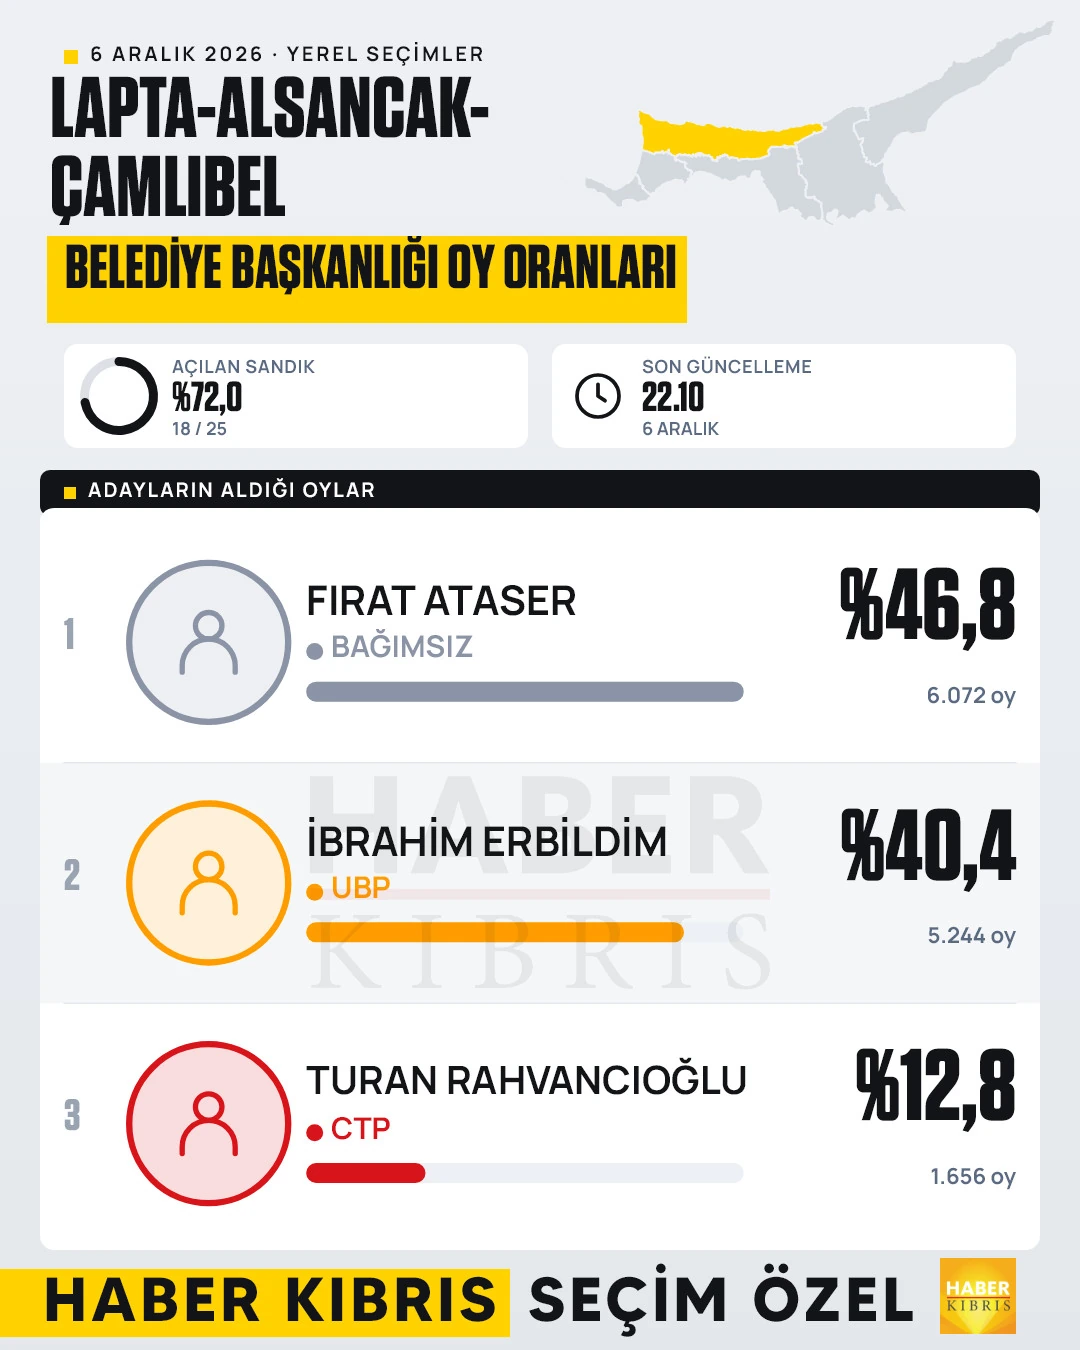 6 ARALIK 2026 · YEREL SEÇİMLER
LAPTA-ALSANCAK-
ÇAMLIBEL
BELEDİYE BAŞKANLIĞI OY ORANLARI
AÇILAN SANDIK
%72,0
18 / 25
SON GÜNCELLEME
22.10
6 ARALIK
ADAYLARIN ALDIĞI OYLAR
1
FIRAT ATASER
BAĞIMSIZ
%46,8
6.072 oy
HABER
KIBRIS
2
İBRAHİM ERBİLDİM
UBP
%40,4
5.244 oy
3
TURAN RAHVANCIOĞLU
CTP
%12,8
1.656 oy
HABER KIBRIS SEÇİM ÖZEL
HABER
KIBRIS